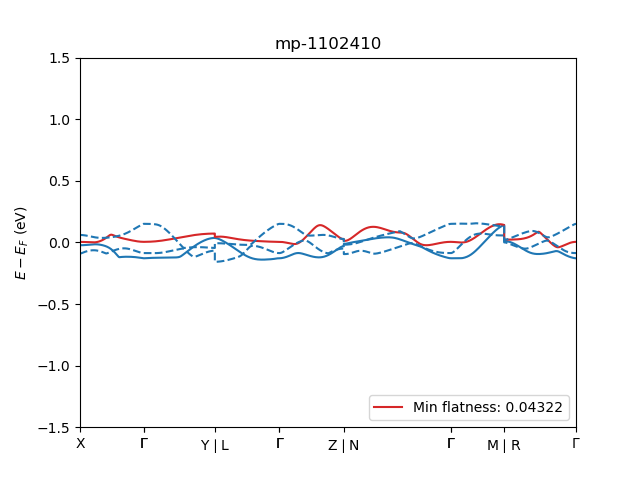 mp-1102410
1.5
1.0
0.5
0.0
−0.5
−1.0
−1.5
E − E_F (eV)
Min flatness: 0.04322
X Γ Y | L Γ Z | N Γ M | R Γ